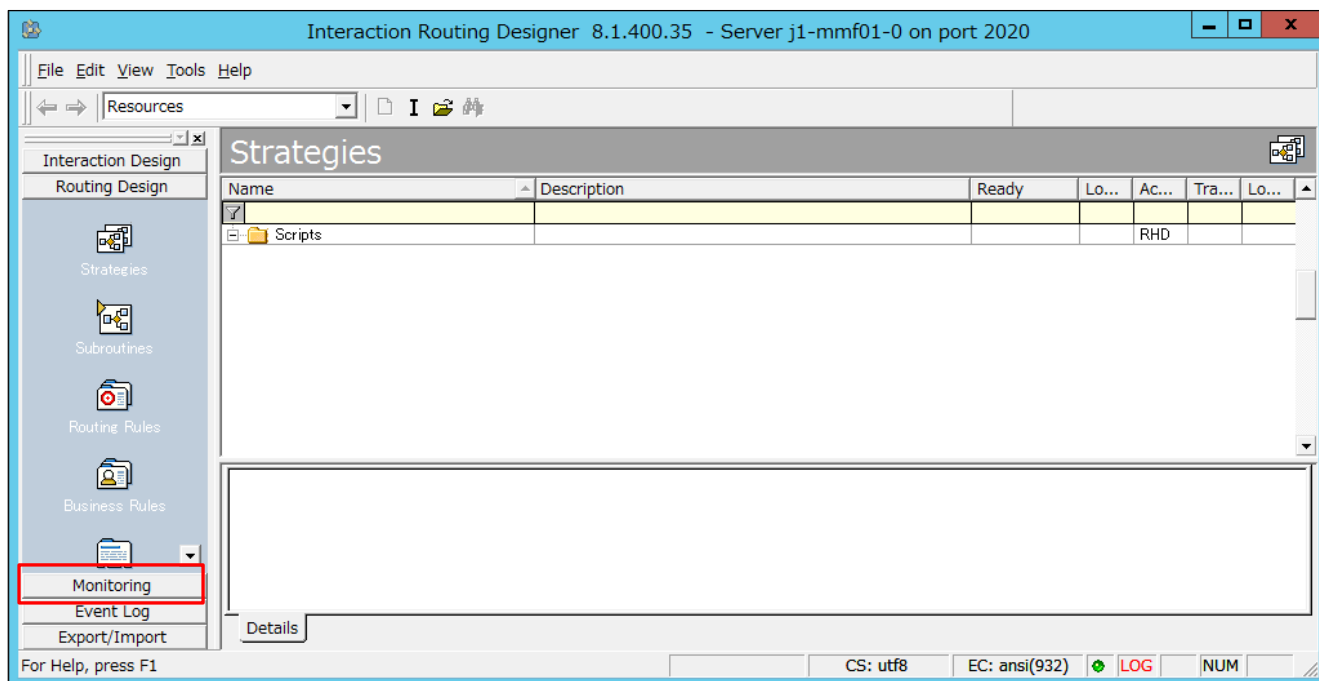 Interaction Routing Designer 8.1.400.35 - Server j1-mmf01-0 on port 2020
File Edit View Tools Help
Resources
Interaction Design
Routing Design
Strategies
Subroutines
Routing Rules
Business Rules
Monitoring
Event Log
Export/Import
Strategies
Name Description Ready Lo... Ac... Tra... Lo...
Scripts RHD
Details
For Help, press F1 CS: utf8 EC: ansi(932) LOG NUM